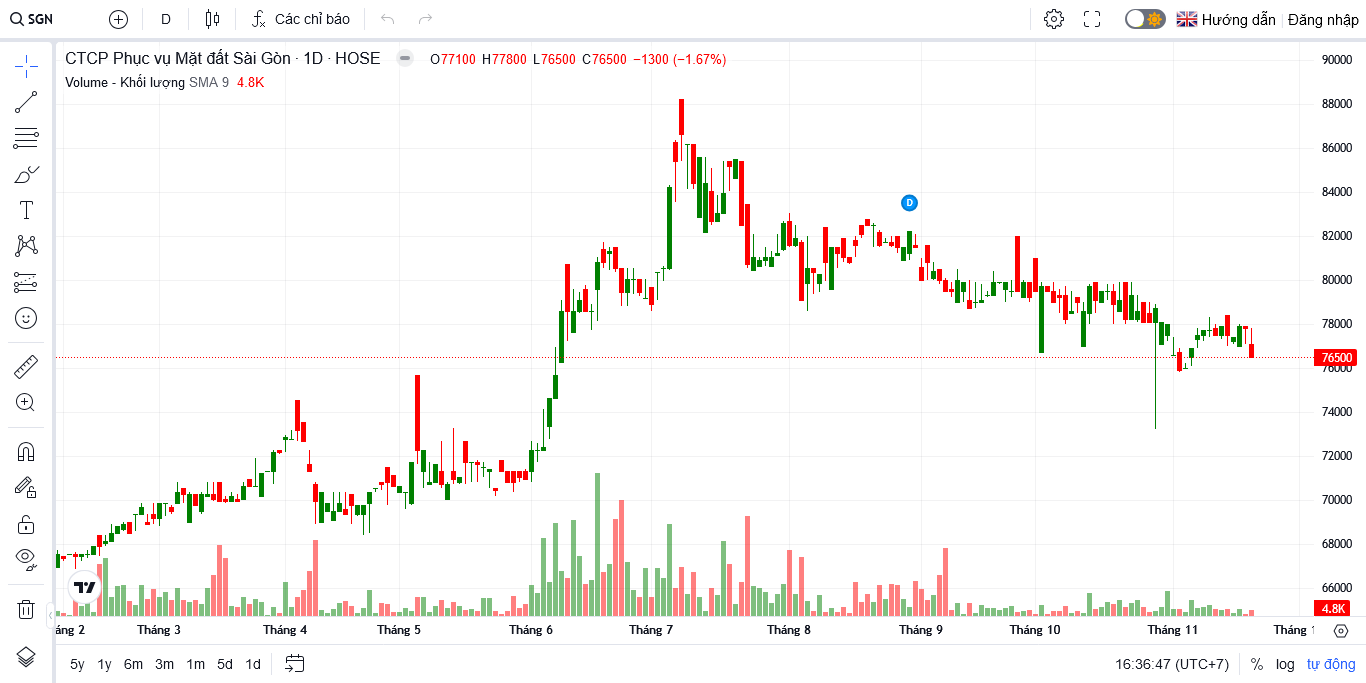 SGN D Các chỉ báo Hướng dẫn Đăng nhập
CTCP Phục vụ Mặt đất Sài Gòn · 1D · HOSE O77100 H77800 L76500 C76500 −1300 (−1.67%)
Volume - Khối lượng SMA 9 4.8K
90000
88000
86000
84000
D
82000
80000
78000
76500
76000
74000
72000
70000
68000
66000
4.8K
áng 2 Tháng 3 Tháng 4 Tháng 5 Tháng 6 Tháng 7 Tháng 8 Tháng 9 Tháng 10 Tháng 11 Tháng 1
5y 1y 6m 3m 1m 5d 1d 16:36:47 (UTC+7) % log tự động